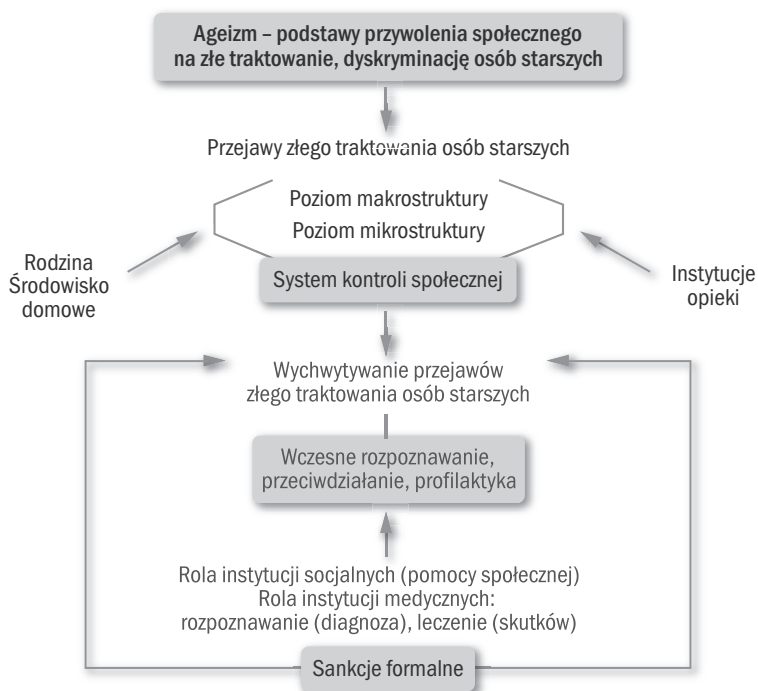 Ageizm – podstawy przywolenia społecznego
na złe traktowanie, dyskryminację osób starszych
Przejawy złego traktowania osób starszych
Poziom makrostruktury
Poziom mikrostruktury
Rodzina
Środowisko
domowe
System kontroli społecznej
Instytucje
opieki
Wychwytywanie przejawów
złego traktowania osób starszych
Wczesne rozpoznawanie,
przeciwdziałanie, profilaktyka
Rola instytucji socjalnych (pomocy społecznej)
Rola instytucji medycznych:
rozpoznawanie (diagnoza), leczenie (skutków)
Sankcje formalne